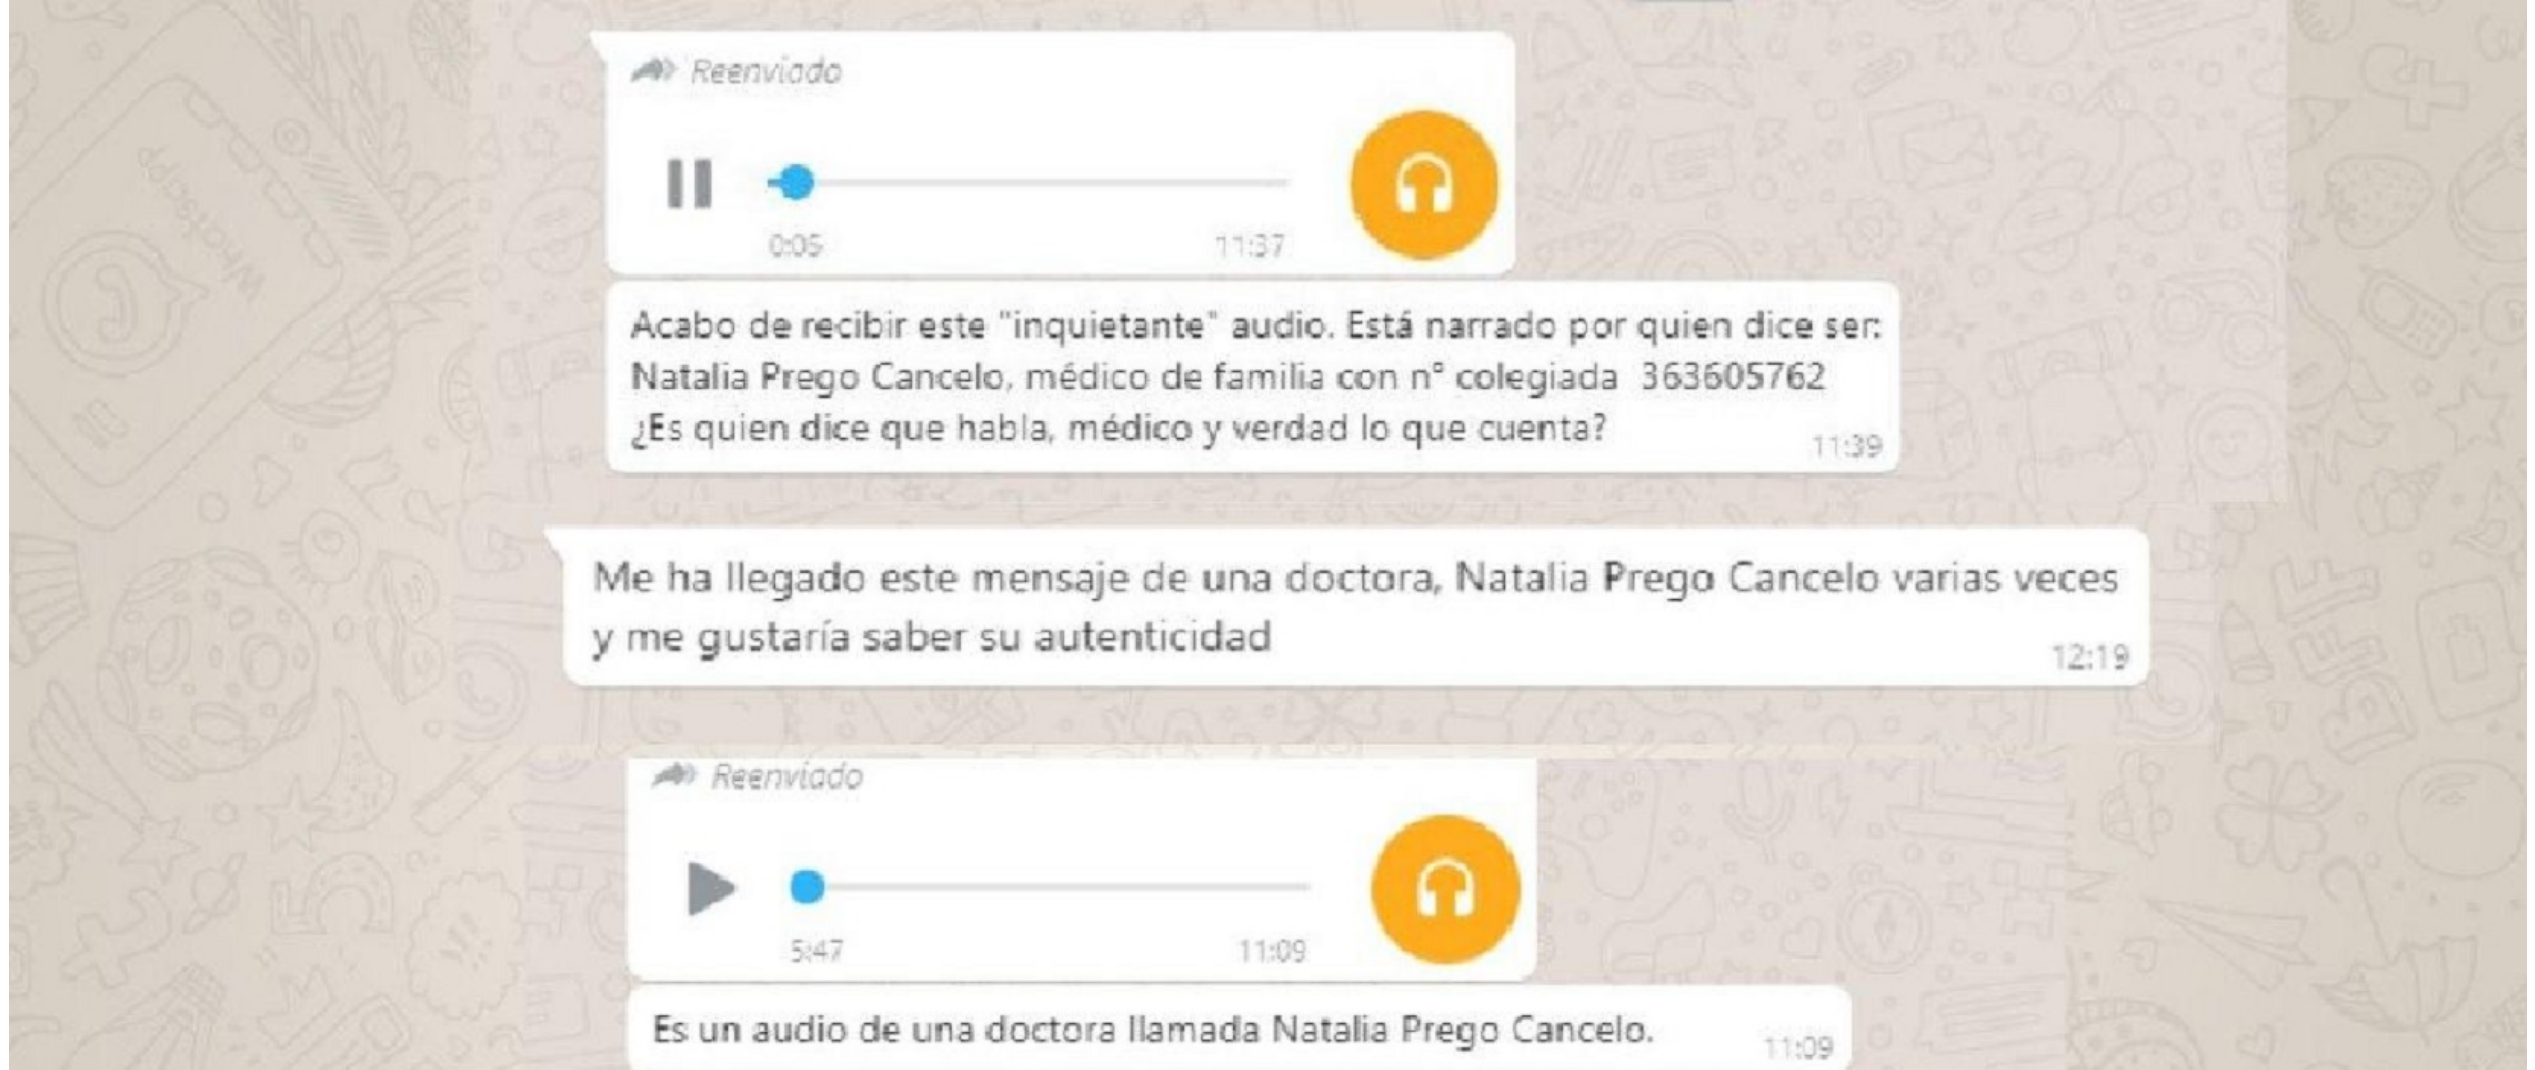 Reenviado
0:05 11:37
Acabo de recibir este "inquietante" audio. Está narrado por quien dice ser:
Natalia Prego Cancelo, médico de familia con nº colegiada 363605762
¿Es quien dice que habla, médico y verdad lo que cuenta?
11:39
Me ha llegado este mensaje de una doctora, Natalia Prego Cancelo varias veces
y me gustaría saber su autenticidad
12:19
Reenviado
5:47 11:09
Es un audio de una doctora llamada Natalia Prego Cancelo.
11:09
WhatsApp